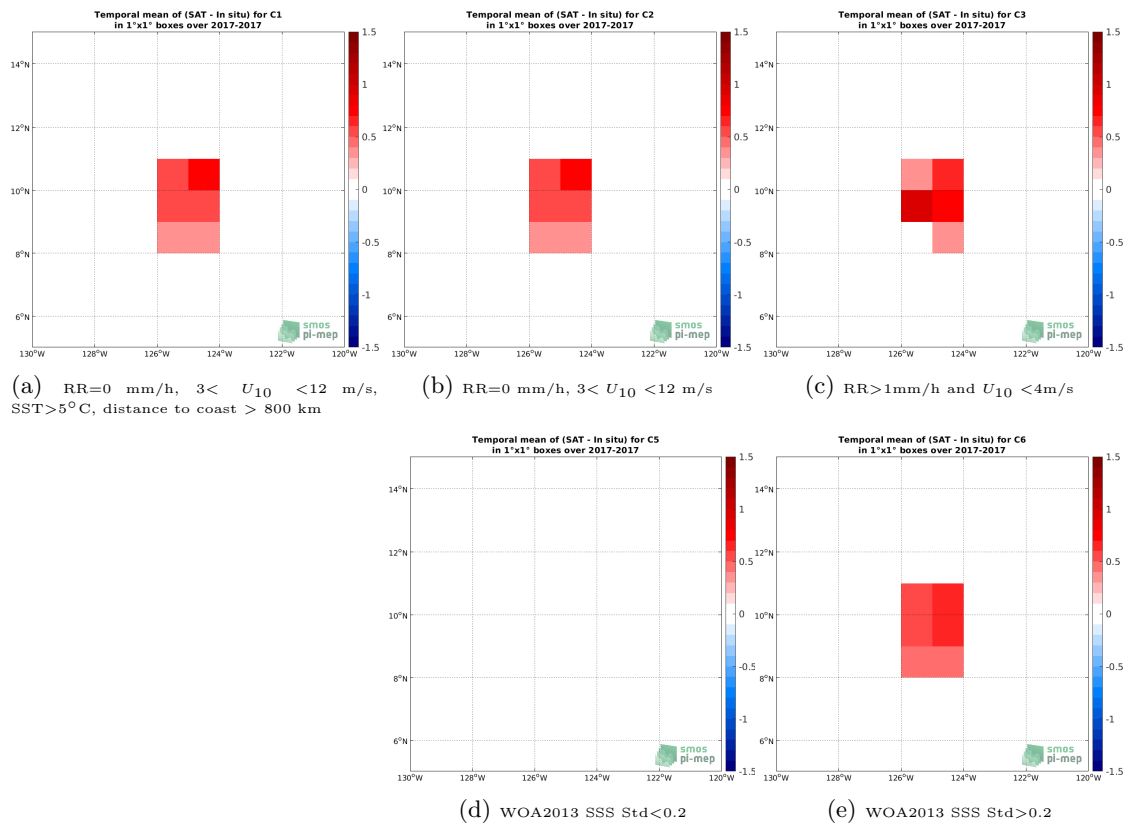 Temporal mean of (SAT - In situ) for C1
in 1°x1° boxes over 2017-2017
14°N
12°N
10°N
8°N
6°N
130°W 128°W 126°W 124°W 122°W 120°W
1.5
1
0.5
0
-0.5
-1
-1.5
smos
pi-mep
(a) RR=0 mm/h, 3< U10 <12 m/s,
SST>5°C, distance to coast > 800 km
Temporal mean of (SAT - In situ) for C2
in 1°x1° boxes over 2017-2017
14°N
12°N
10°N
8°N
6°N
130°W 128°W 126°W 124°W 122°W 120°W
1.5
1
0.5
0
-0.5
-1
-1.5
smos
pi-mep
(b) RR=0 mm/h, 3< U10 <12 m/s
Temporal mean of (SAT - In situ) for C3
in 1°x1° boxes over 2017-2017
14°N
12°N
10°N
8°N
6°N
130°W 128°W 126°W 124°W 122°W 120°W
1.5
1
0.5
0
-0.5
-1
-1.5
smos
pi-mep
(c) RR>1mm/h and U10 <4m/s
Temporal mean of (SAT - In situ) for C5
in 1°x1° boxes over 2017-2017
14°N
12°N
10°N
8°N
6°N
130°W 128°W 126°W 124°W 122°W 120°W
1.5
1
0.5
0
-0.5
-1
-1.5
smos
pi-mep
(d) WOA2013 SSS Std<0.2
Temporal mean of (SAT - In situ) for C6
in 1°x1° boxes over 2017-2017
14°N
12°N
10°N
8°N
6°N
130°W 128°W 126°W 124°W 122°W 120°W
1.5
1
0.5
0
-0.5
-1
-1.5
smos
pi-mep
(e) WOA2013 SSS Std>0.2